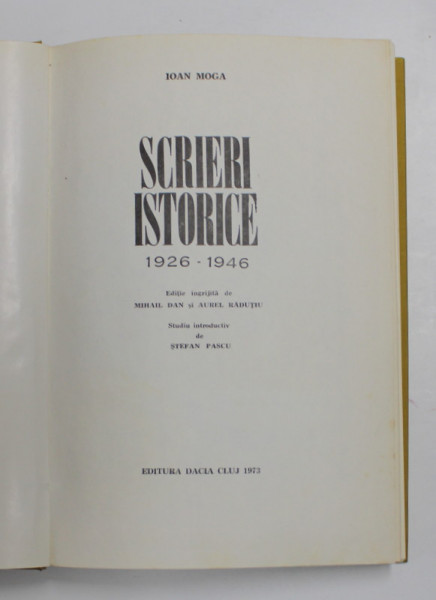 IOAN MOGA
SCRIERI
ISTORICE
1926 - 1946
Ediție îngrijită de
MIHAIL DAN și AUREL RĂDUȚIU
Studiu introductiv
de
ȘTEFAN PASCU
EDITURA DACIA CLUJ 1973